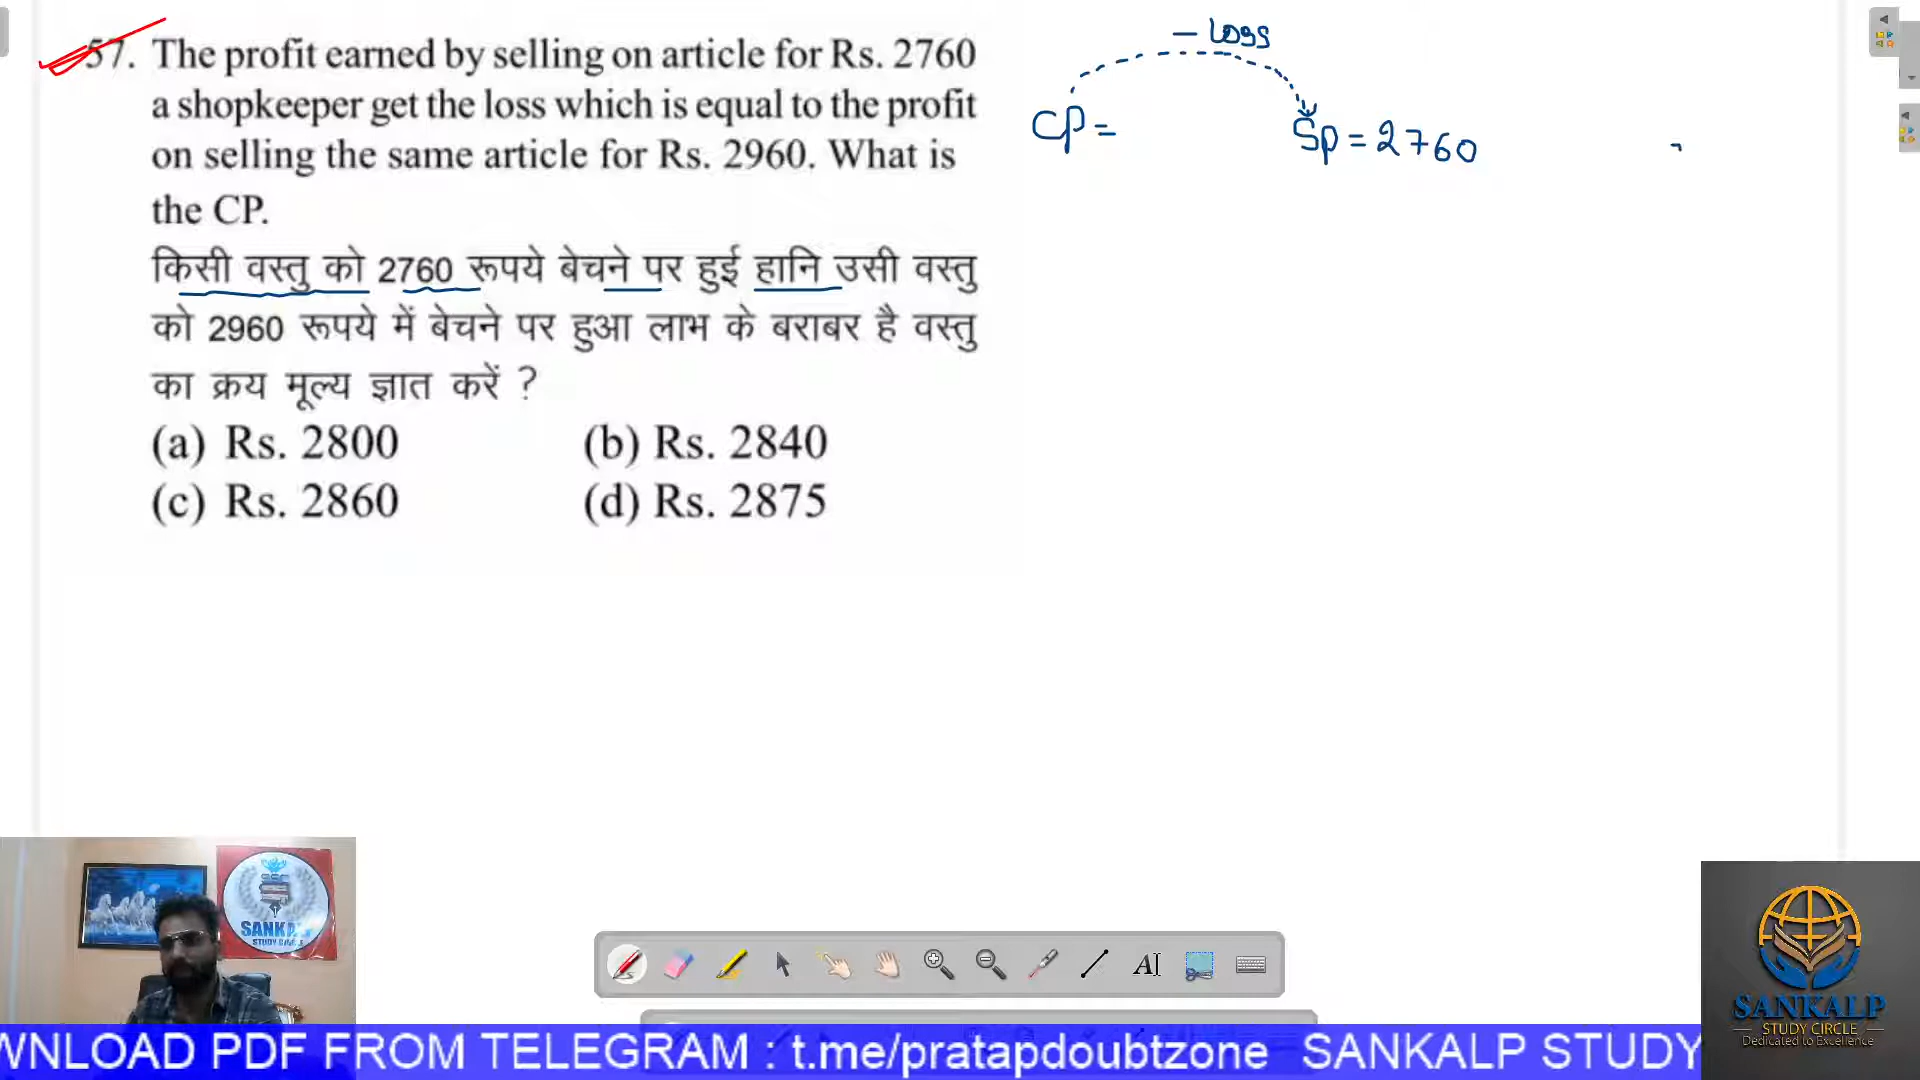 57. The profit earned by selling on article for Rs. 2760
a shopkeeper get the loss which is equal to the profit
on selling the same article for Rs. 2960. What is
the CP.
किसी वस्तु को 2760 रूपये बेचने पर हुई हानि उसी वस्तु
को 2960 रूपये में बेचने पर हुआ लाभ के बराबर है वस्तु
का क्रय मूल्य ज्ञात करें ?
(a) Rs. 2800 (b) Rs. 2840
(c) Rs. 2860 (d) Rs. 2875
- Loss
CP = SP = 2760
SANKALP
STUDY CIRCLE
Dedicated to Excellence
WNLOAD PDF FROM TELEGRAM : t.me/pratapdoubtzone SANKALP STUDY